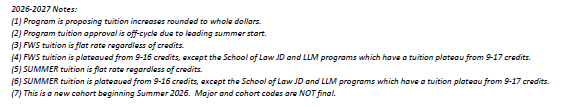 2026-2027 Notes:
(1) Program is proposing tuition increases rounded to whole dollars.
(2) Program tuition approval is off-cycle due to leading summer start.
(3) FWS tuition is flat rate regardless of credits.
(4) FWS tuition is plateaued from 9-16 credits, except the School of Law JD and LLM programs which have a tuition plateau from 9-17 credits.
(5) SUMMER tuition is flat rate regardless of credits.
(6) SUMMER tuition is plateaued from 9-16 credits, except the School of Law JD and LLM programs which have a tuition plateau from 9-17 credits.
(7) This is a new cohort beginning Summer 2026.  Major and cohort codes are NOT final.